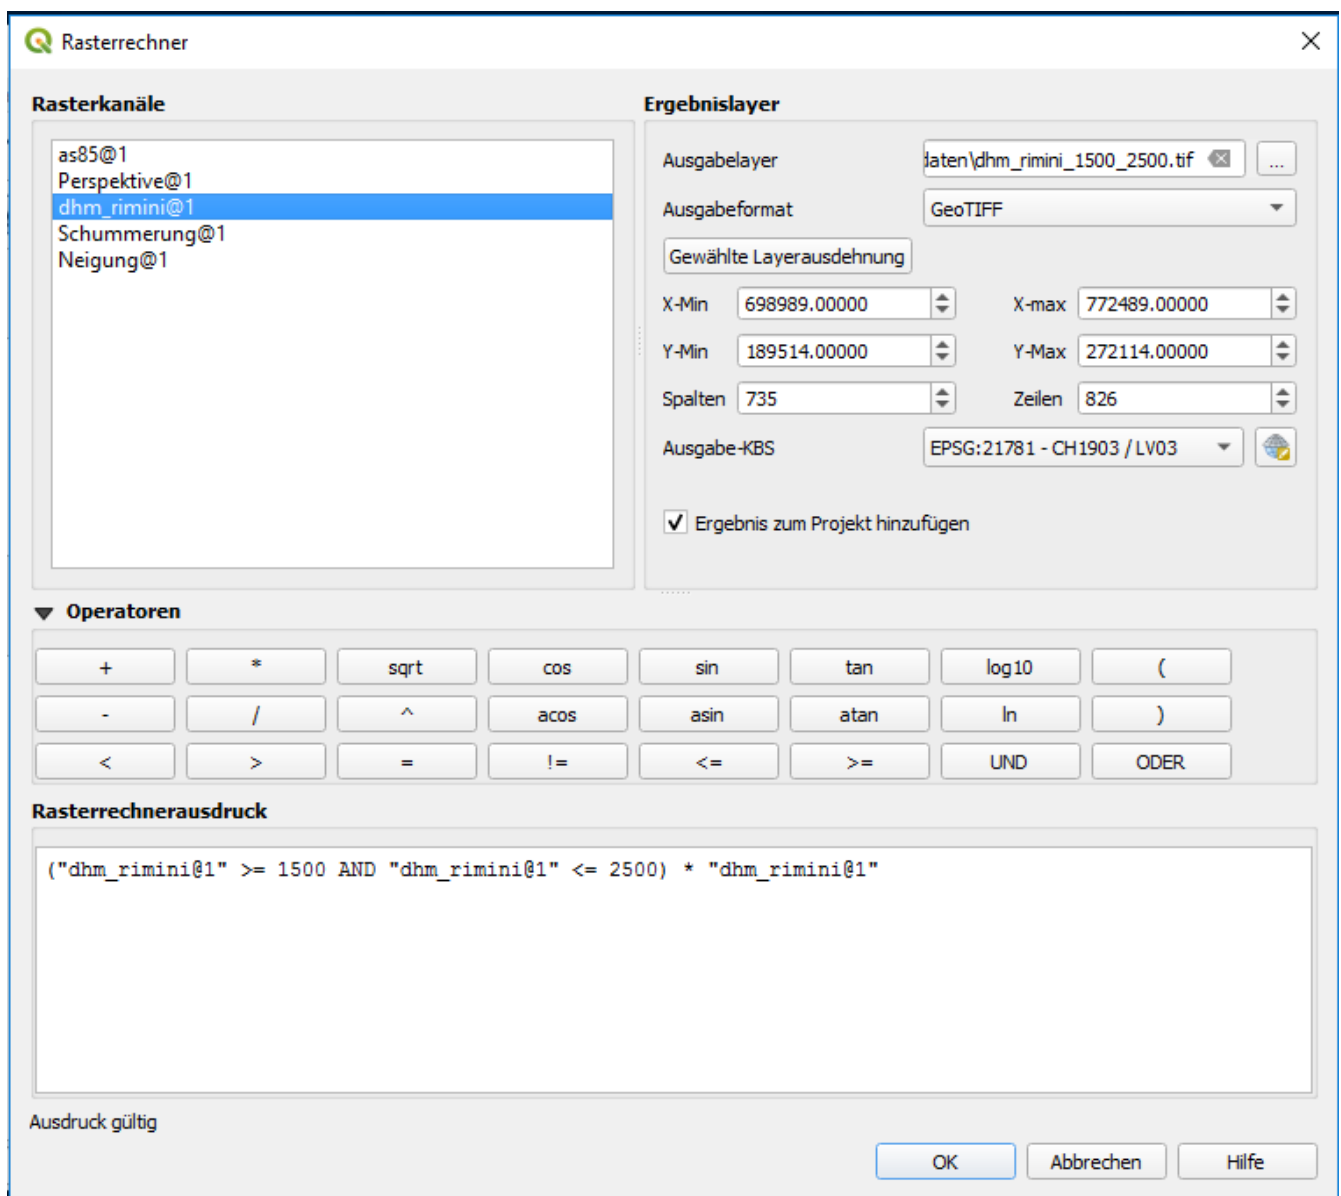 Rasterrechner
Rasterkanäle
as85@1
Perspektive@1
dhm_rimini@1
Schummerung@1
Neigung@1
Ergebnislayer
Ausgabelayer daten\dhm_rimini_1500_2500.tif ...
Ausgabeformat GeoTIFF
Gewählte Layerausdehnung
X-Min 698989.00000 X-max 772489.00000
Y-Min 189514.00000 Y-Max 272114.00000
Spalten 735 Zeilen 826
Ausgabe-KBS EPSG:21781 - CH1903 / LV03
Ergebnis zum Projekt hinzufügen
Operatoren
+ * sqrt cos sin tan log10 (
- / ^ acos asin atan ln )
< > = != <= >= UND ODER
Rasterrechnerausdruck
("dhm_rimini@1" >= 1500 AND "dhm_rimini@1" <= 2500) * "dhm_rimini@1"
Ausdruck gültig
OK Abbrechen Hilfe